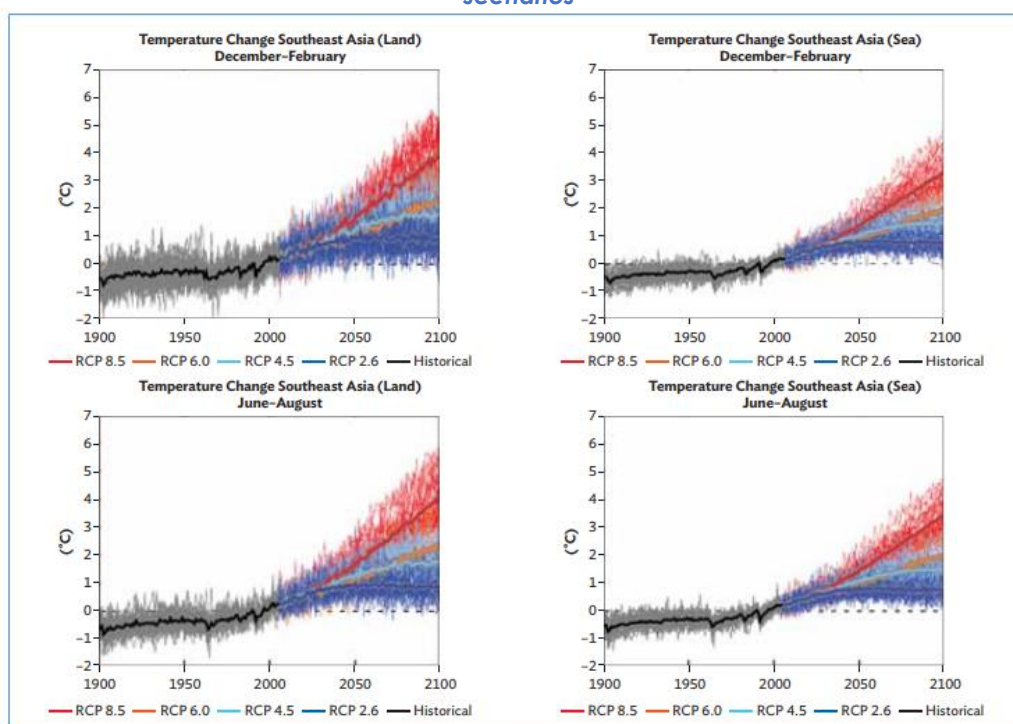 scenarios
Temperature Change Southeast Asia (Land)
December–February
7
6
5
4
3
2
1
0
−1
−2
(°C)
1900 1950 2000 2050 2100
RCP 8.5 RCP 6.0 RCP 4.5 RCP 2.6 Historical
Temperature Change Southeast Asia (Sea)
December–February
7
6
5
4
3
2
1
0
−1
−2
(°C)
1900 1950 2000 2050 2100
RCP 8.5 RCP 6.0 RCP 4.5 RCP 2.6 Historical
Temperature Change Southeast Asia (Land)
June–August
7
6
5
4
3
2
1
0
−1
−2
(°C)
1900 1950 2000 2050 2100
RCP 8.5 RCP 6.0 RCP 4.5 RCP 2.6 Historical
Temperature Change Southeast Asia (Sea)
June–August
7
6
5
4
3
2
1
0
−1
−2
(°C)
1900 1950 2000 2050 2100
RCP 8.5 RCP 6.0 RCP 4.5 RCP 2.6 Historical